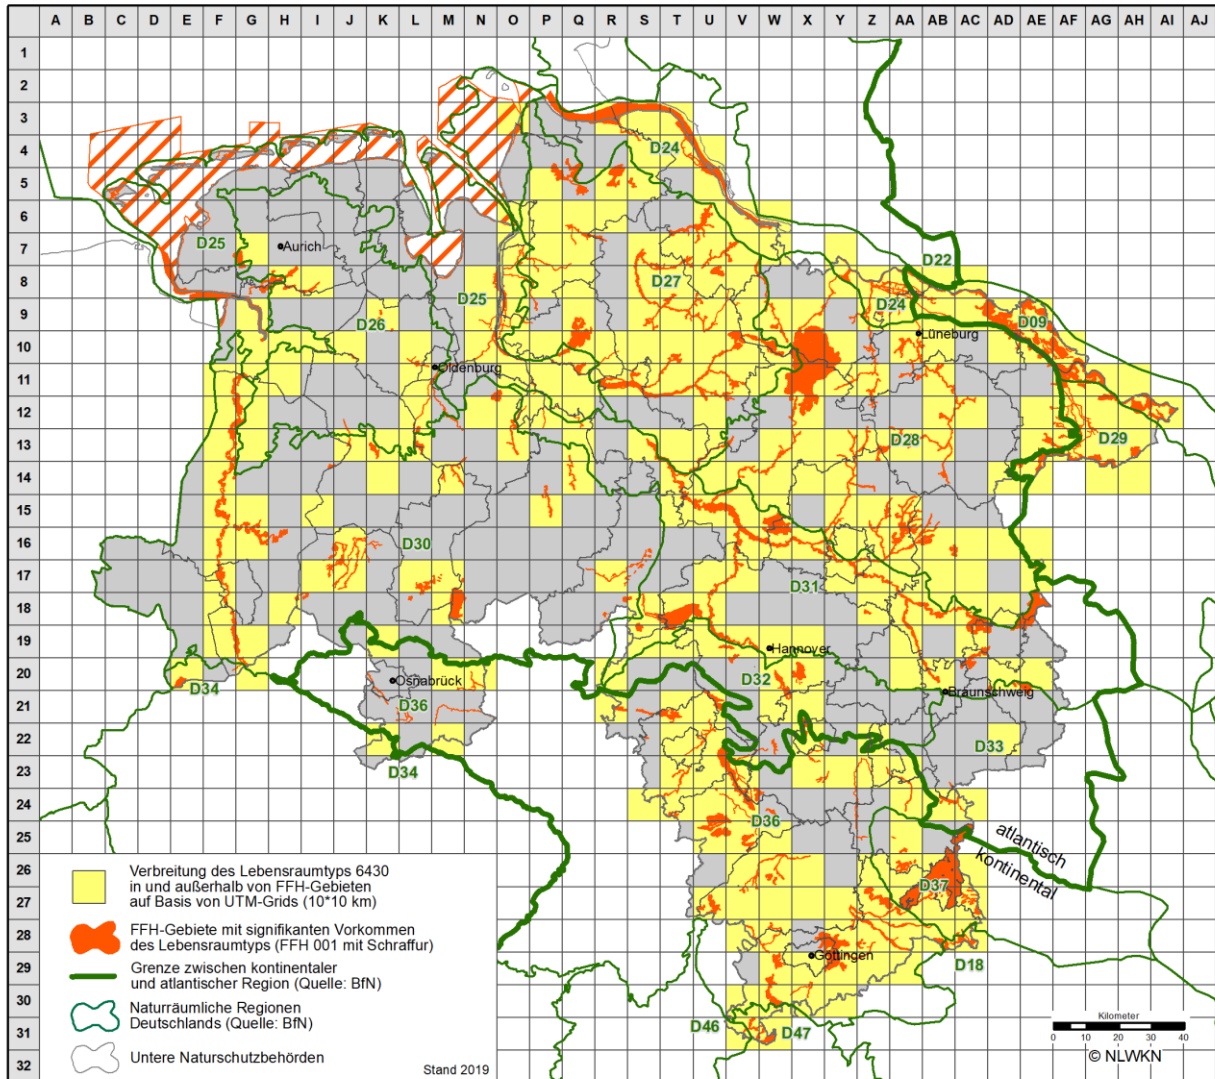 A B C D E F G H I J K L M N O P Q R S T U V W X Y Z AA AB AC AD AE AF AG AH AI AJ
1
2
3
4
D24
5
6
7
D25
Aurich
D22
8
D27
D25
D24
9
D26
D09
10
Lüneburg
Oldenburg
11
12
13
D28
D29
14
15
16
D30
17
D31
18
19
Hannover
20
D34
Osnabrück
D32
Braunschweig
21
D36
22
D33
23
D34
24
D36
25
atlantisch
kontinental
26
D37
27
28
Göttingen
D18
29
30
31
D46
D47
32
Verbreitung des Lebensraumtyps 6430
in und außerhalb von FFH-Gebieten
auf Basis von UTM-Grids (10*10 km)
FFH-Gebiete mit signifikanten Vorkommen
des Lebensraumtyps (FFH 001 mit Schraffur)
Grenze zwischen kontinentaler
und atlantischer Region (Quelle: BfN)
Naturräumliche Regionen
Deutschlands (Quelle: BfN)
Untere Naturschutzbehörden
Stand 2019
Kilometer
0 5 10 20 30 40
© NLWKN